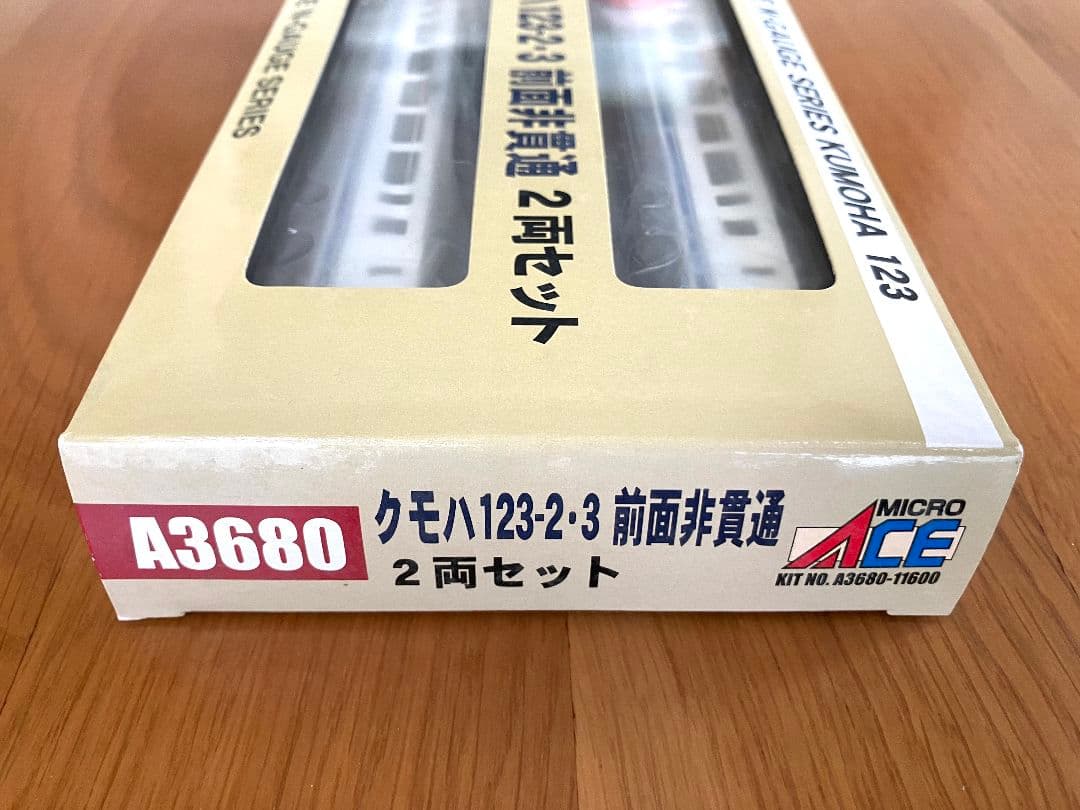 GAUGE SERIES KUMOHA 123
123-2・3 前面非貫通 2両セット
N-GAUGE SERIES
A3680
クモハ123-2・3 前面非貫通
2両セット
MICRO
ACE
KIT NO. A3680-11600